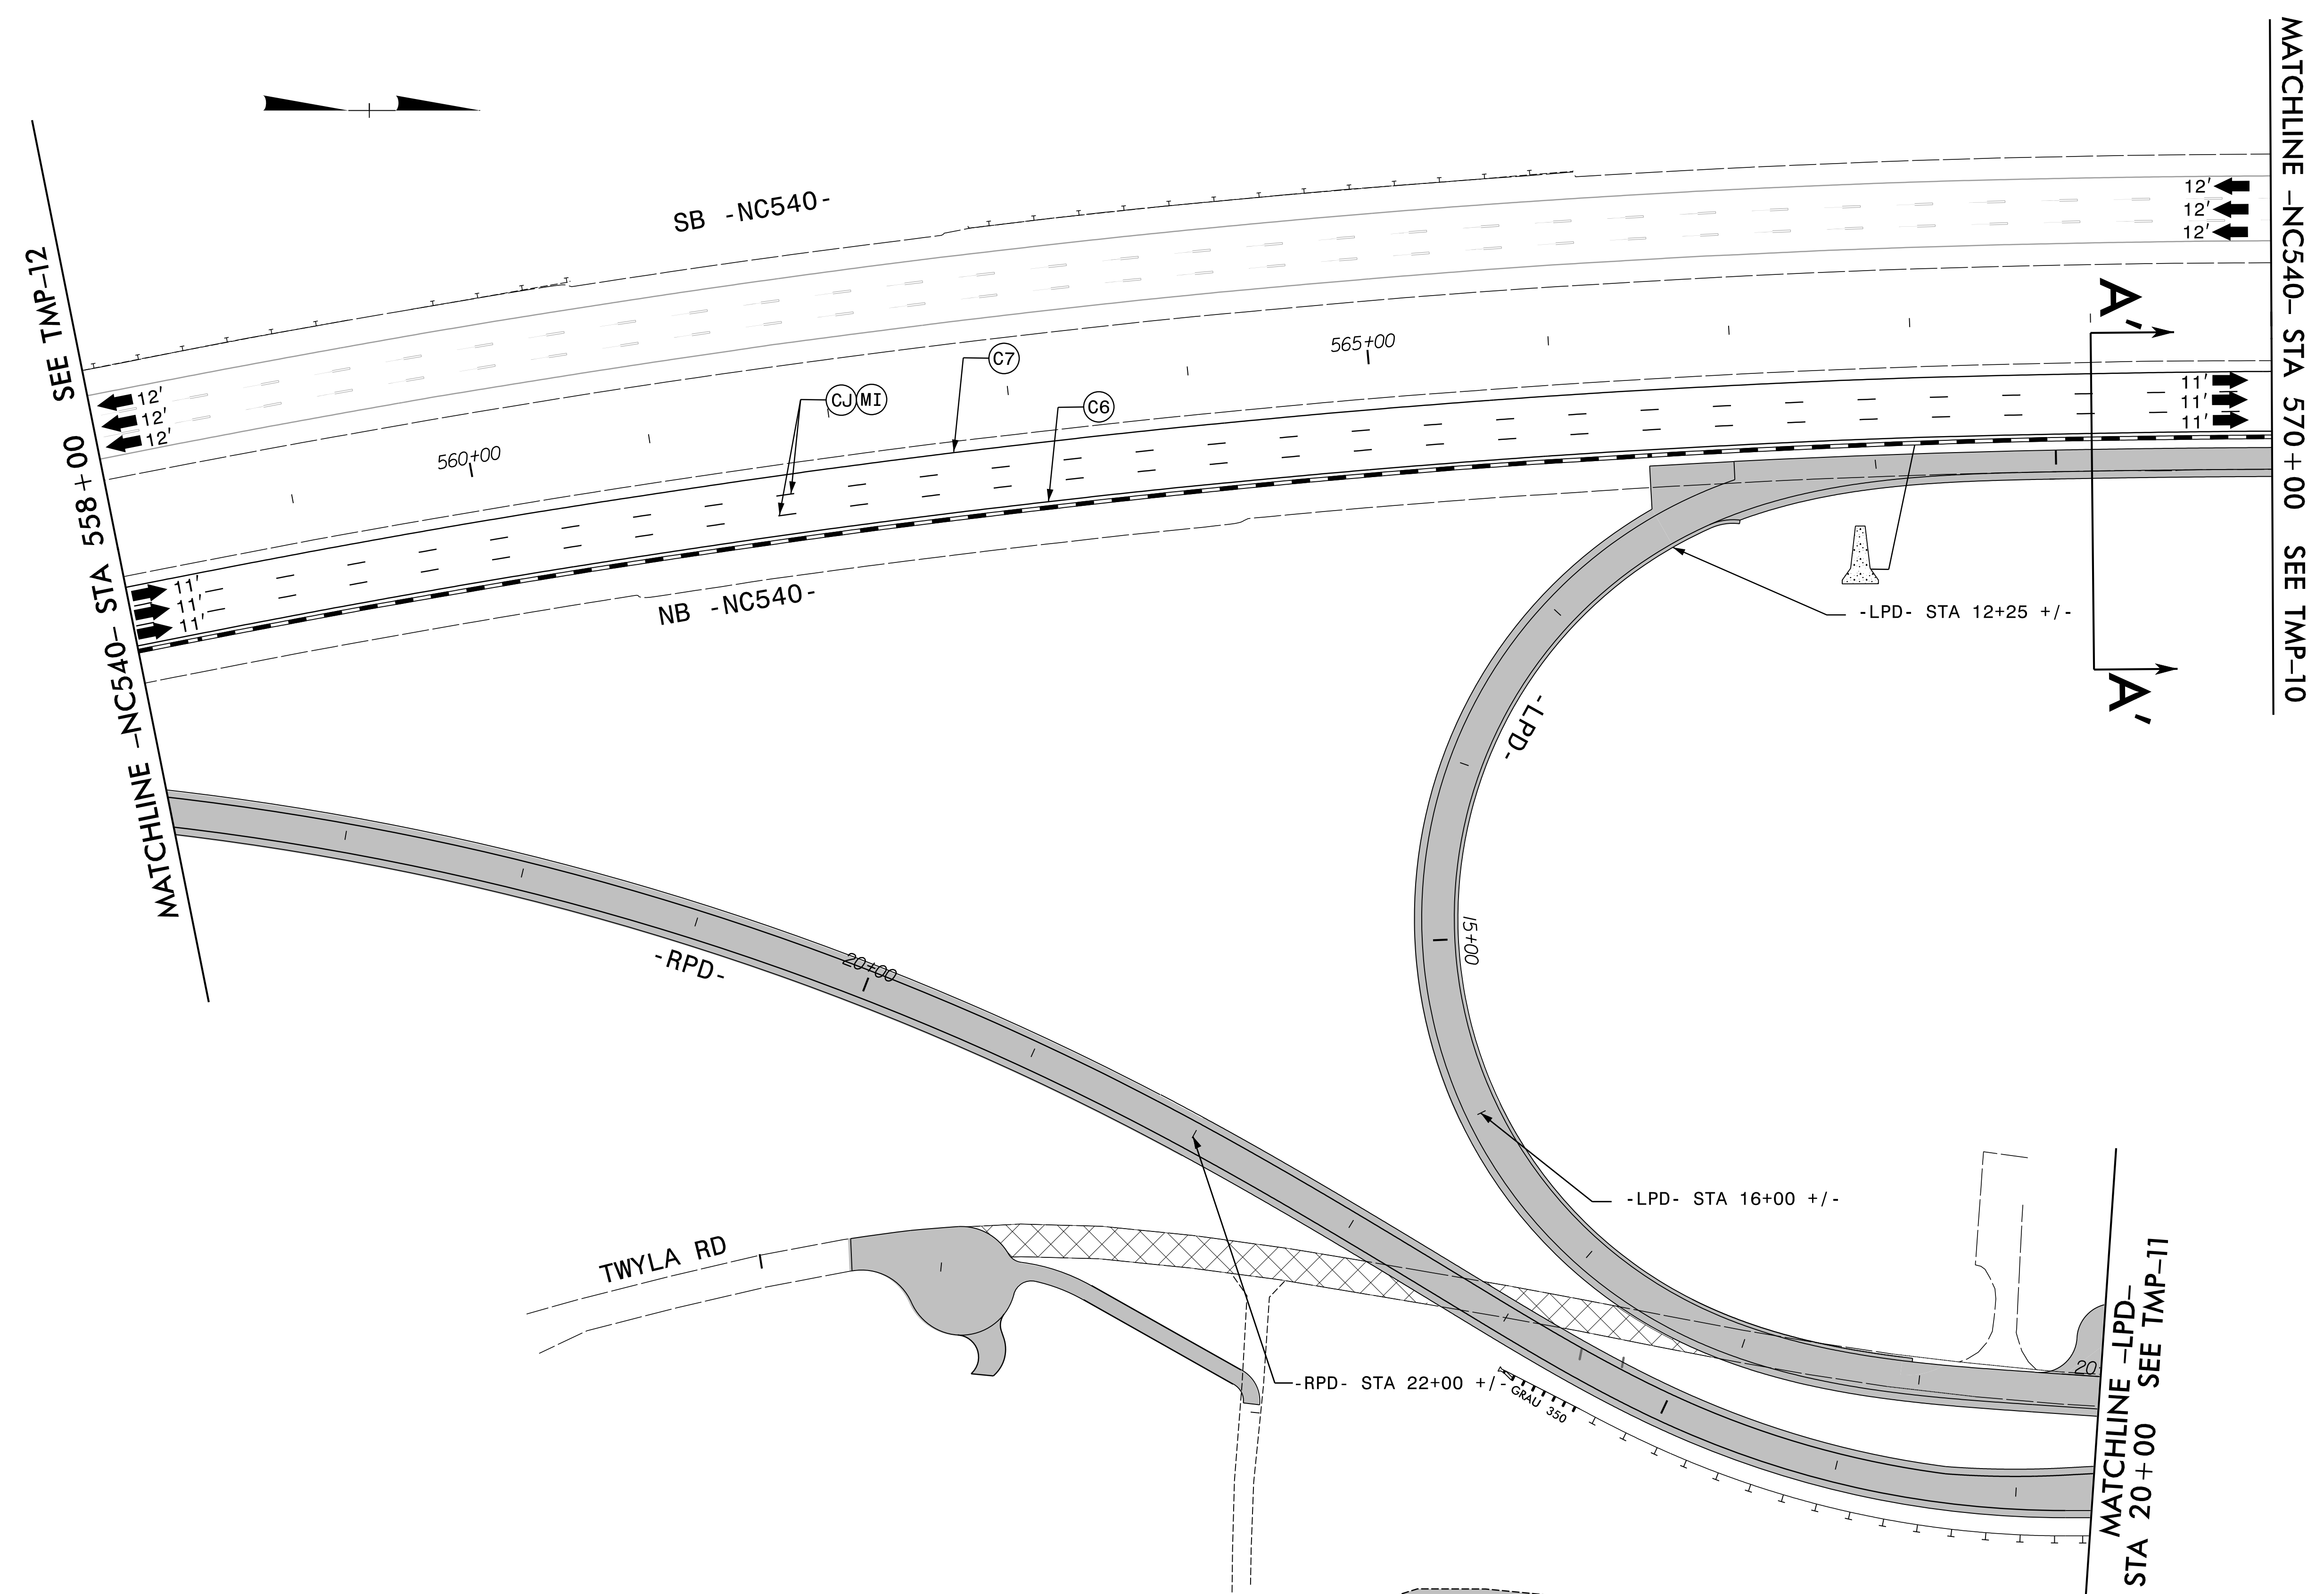 MATCHLINE –NC540– STA 558+00 SEE TMP–12
SB -NC540-
12'
12'
12'
12'
12'
12'
MATCHLINE –NC540– STA 570+00 SEE TMP–10
A'
565+00
C7
CJ MI
C6
560+00
11'
11'
11'
11'
11'
11'
NB -NC540-
-LPD- STA 12+25 +/-
A'
-LPD-
15+00
-RPD-
20+00
-LPD- STA 16+00 +/-
TWYLA RD
-RPD- STA 22+00 +/-
GRAU 350
20
MATCHLINE –LPD–
STA 20+00 SEE TMP–11